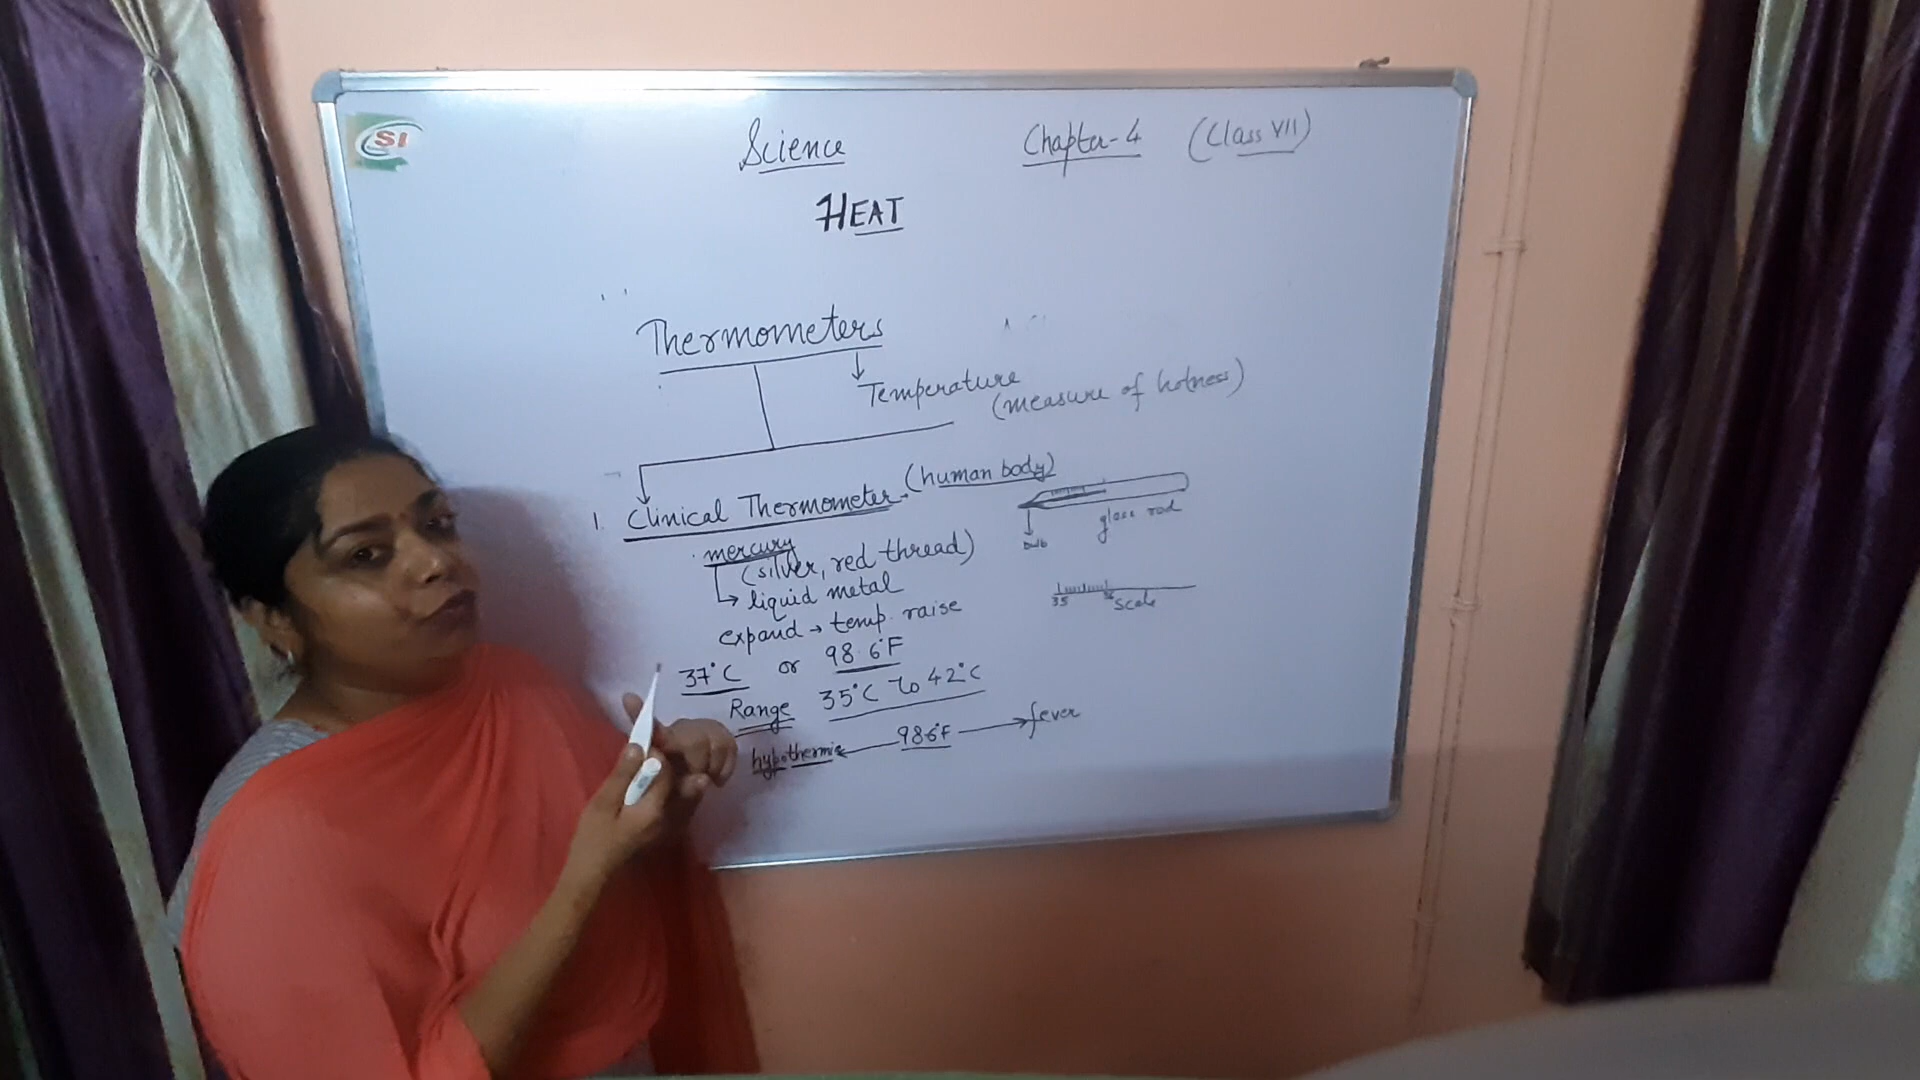 SI
Science Chapter-4 (Class VII)
HEAT
Thermometers
Temperature
(measure of hotness)
1. Clinical Thermometer (human body)
glass rod
bulb
mercury
(silver, red thread)
liquid metal
35 36 Scale
expand → temp. raise
37°C or 98.6°F
Range 35°C to 42°C
hypothermia ← 98.6°F → fever